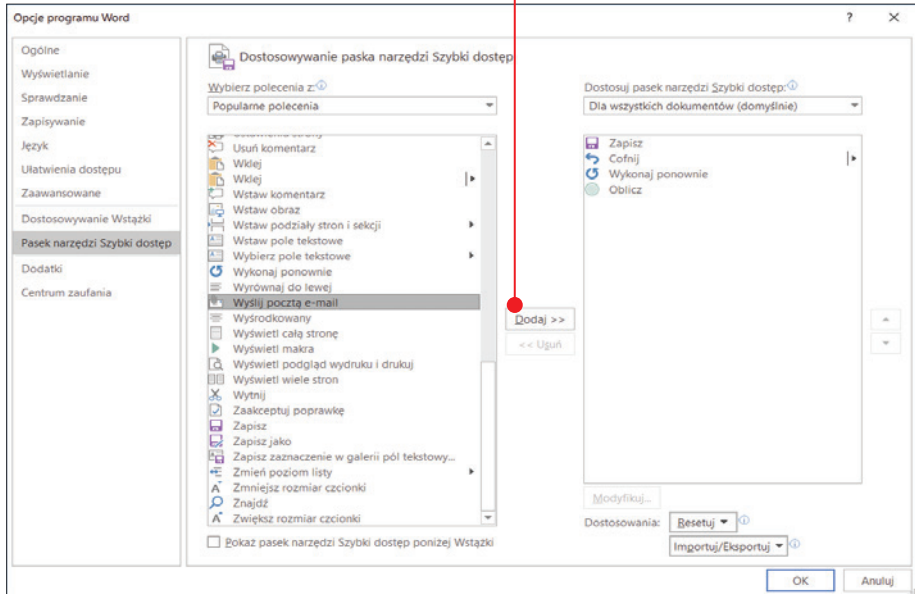 Opcje programu Word
?
Ogólne
Wyświetlanie
Sprawdzanie
Zapisywanie
Język
Ułatwienia dostępu
Zaawansowane
Dostosowywanie Wstążki
Pasek narzędzi Szybki dostęp
Dodatki
Centrum zaufania
Dostosowywanie paska narzędzi Szybki dostęp
Wybierz polecenia z:
Popularne polecenia
Usuń komentarz
Wklej
Wklej
Wstaw komentarz
Wstaw obraz
Wstaw podziały stron i sekcji
Wstaw pole tekstowe
Wybierz pole tekstowe
Wykonaj ponownie
Wyrównaj do lewej
Wyślij pocztą e-mail
Wyśrodkowany
Wyświetl całą stronę
Wyświetl makra
Wyświetl podgląd wydruku i drukuj
Wyświetl wiele stron
Wytnij
Zaakceptuj poprawkę
Zapisz
Zapisz jako
Zapisz zaznaczenie w galerii pól tekstowy...
Zmień poziom listy
Zmniejsz rozmiar czcionki
Znajdź
Zwiększ rozmiar czcionki
Pokaż pasek narzędzi Szybki dostęp poniżej Wstążki
Dodaj >>
<< Usuń
Dostosuj pasek narzędzi Szybki dostęp:
Dla wszystkich dokumentów (domyślnie)
Zapisz
Cofnij
Wykonaj ponownie
Oblicz
Modyfikuj...
Dostosowania:
Resetuj
Importuj/Eksportuj
OK
Anuluj